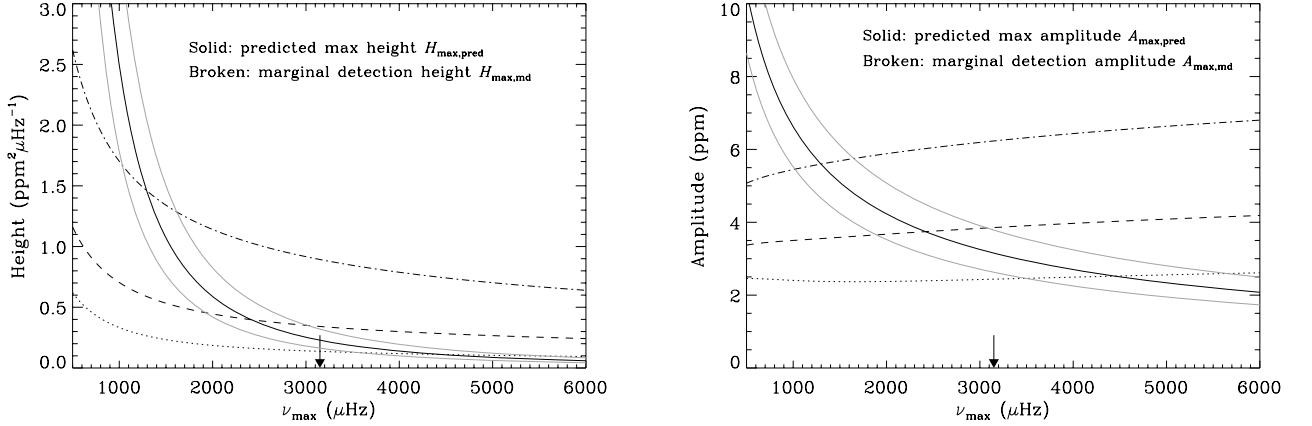 Solid: predicted max height H_max,pred
Broken: marginal detection height H_max,md
Height (ppm²μHz⁻¹)
3.0
2.5
2.0
1.5
1.0
0.5
0.0
1000 2000 3000 4000 5000 6000
ν_max (μHz)
Solid: predicted max amplitude A_max,pred
Broken: marginal detection amplitude A_max,md
Amplitude (ppm)
10
8
6
4
2
0
1000 2000 3000 4000 5000 6000
ν_max (μHz)